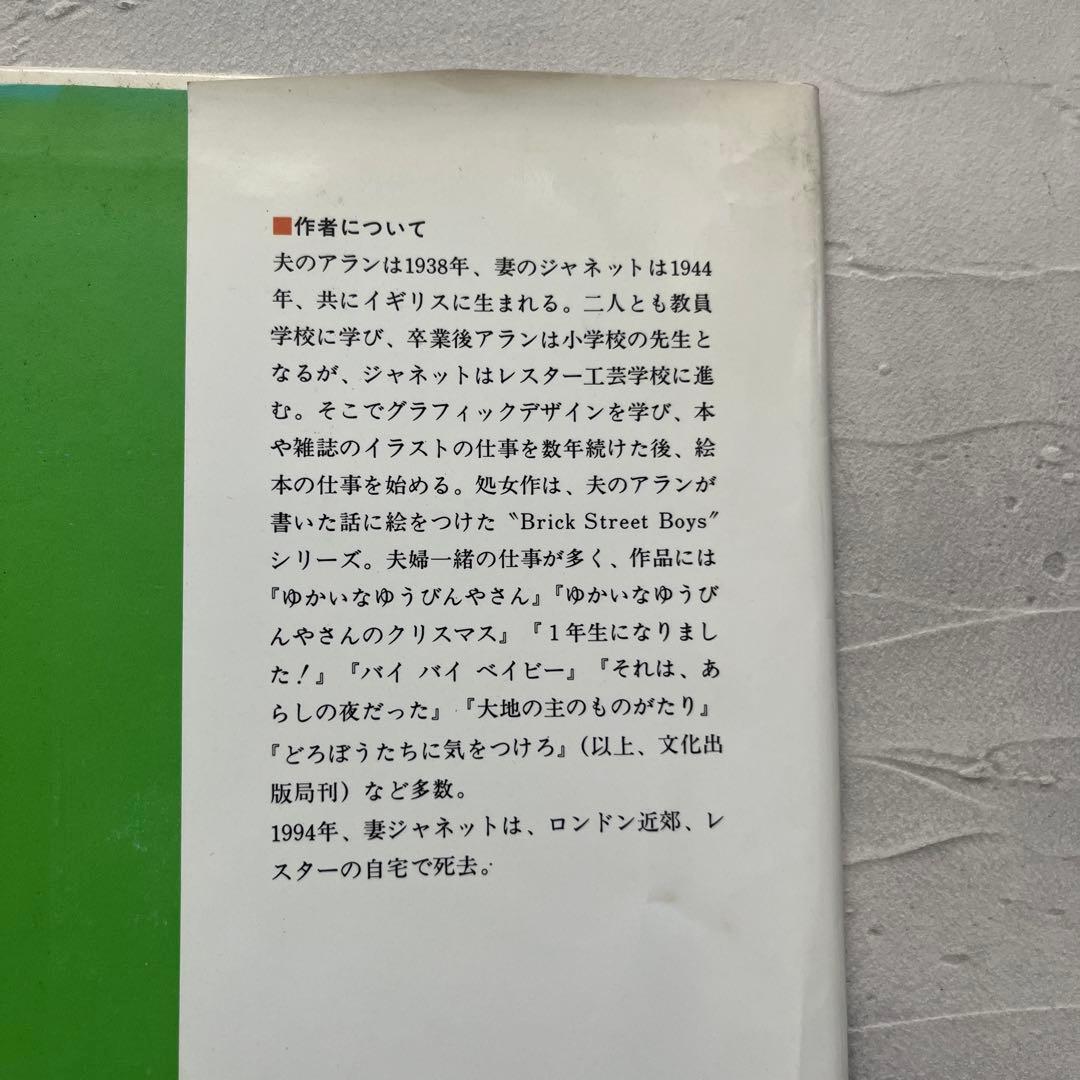 ■作者について
夫のアランは1938年、妻のジャネットは1944
年、共にイギリスに生まれる。二人とも教員
学校に学び、卒業後アランは小学校の先生と
なるが、ジャネットはレスター工芸学校に進
む。そこでグラフィックデザインを学び、本
や雑誌のイラストの仕事を数年続けた後、絵
本の仕事を始める。処女作は、夫のアランが
書いた話に絵をつけた〝Brick Street Boys〞
シリーズ。夫婦一緒の仕事が多く、作品には
『ゆかいなゆうびんやさん』『ゆかいなゆうび
んやさんのクリスマス』『1年生になりまし
た！』『バイ バイ ベイビー』『それは、あ
らしの夜だった』『大地の主のものがたり』
『どろぼうたちに気をつけろ』（以上、文化出
版局刊）など多数。
1994年、妻ジャネットは、ロンドン近郊、レ
スターの自宅で死去。